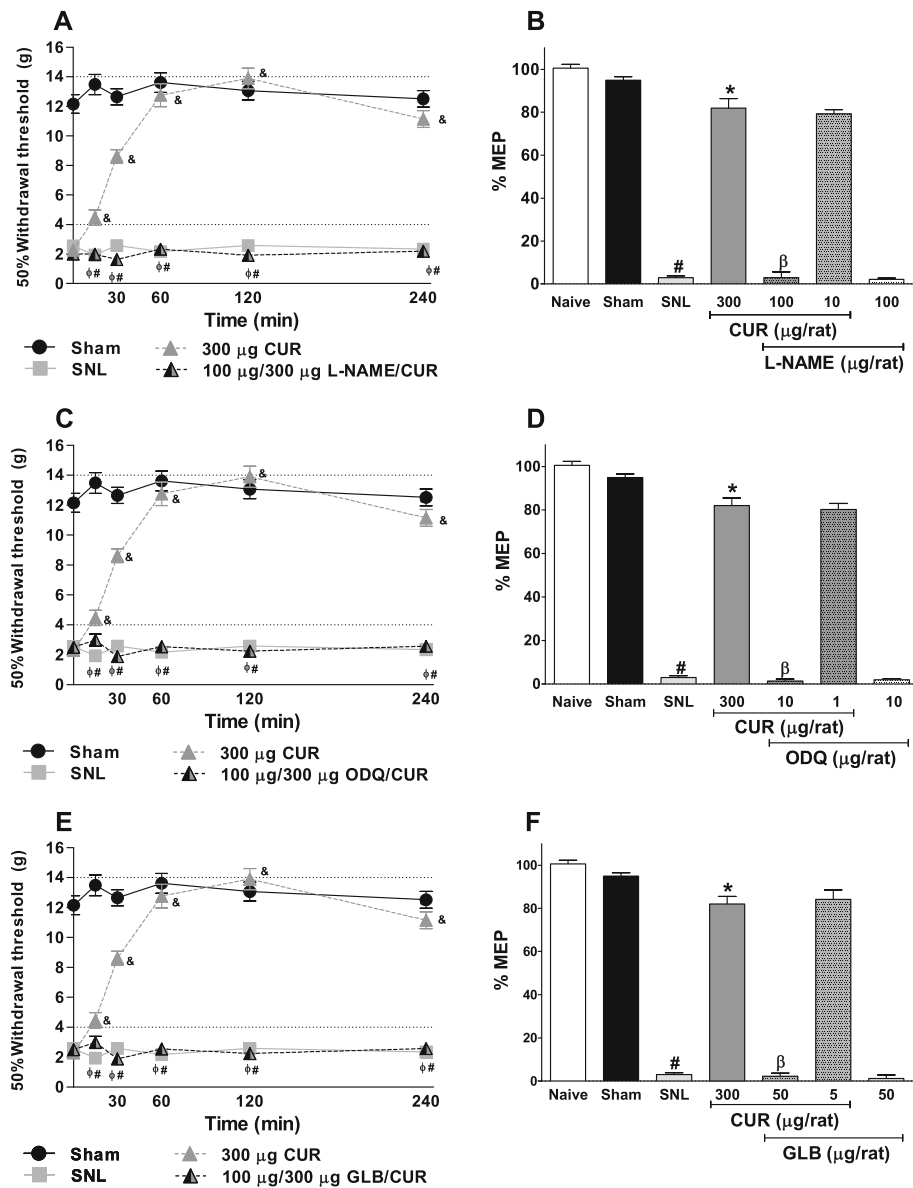 A
B
50% Withdrawal threshold (g)
16
14
12
10
8
6
4
2
0
& & & & & &
ϕ# ϕ# ϕ# ϕ# ϕ#
30 60 120 240
Time (min)
Sham
300 μg CUR
SNL
100 μg/300 μg L-NAME/CUR
% MEP
100
80
60
40
20
0
# * β
Naive Sham SNL 300 100 10 100
CUR (μg/rat)
L-NAME (μg/rat)
C
D
50% Withdrawal threshold (g)
16
14
12
10
8
6
4
2
0
& & & & &
ϕ# ϕ# ϕ# ϕ# ϕ#
30 60 120 240
Time (min)
Sham
300 μg CUR
SNL
100 μg/300 μg ODQ/CUR
% MEP
100
80
60
40
20
0
# * β
Naive Sham SNL 300 10 1 10
CUR (μg/rat)
ODQ (μg/rat)
E
F
50% Withdrawal threshold (g)
16
14
12
10
8
6
4
2
0
& & & & &
ϕ# ϕ# ϕ# ϕ# ϕ#
30 60 120 240
Time (min)
Sham
300 μg CUR
SNL
100 μg/300 μg GLB/CUR
% MEP
100
80
60
40
20
0
# * β
Naive Sham SNL 300 50 5 50
CUR (μg/rat)
GLB (μg/rat)